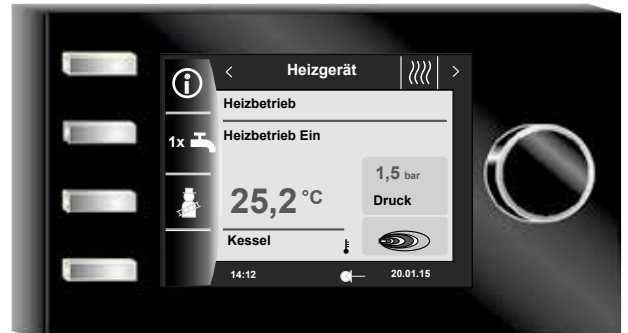 < Heizgerät >
Heizbetrieb
1x
Heizbetrieb Ein
1,5 bar
Druck
25,2 °C
Kessel
14:12 20.01.15